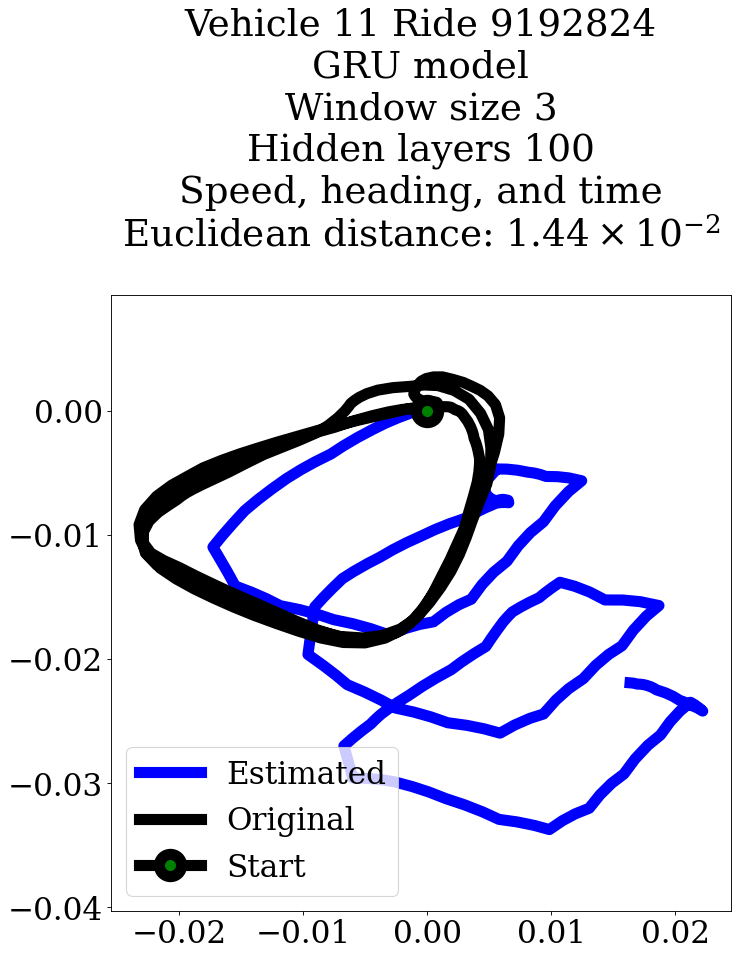 Vehicle 11 Ride 9192824
GRU model
Window size 3
Hidden layers 100
Speed, heading, and time
Euclidean distance: 1.44 × 10⁻²
0.00
−0.01
−0.02
−0.03
−0.04
Estimated
Original
Start
−0.02 −0.01 0.00 0.01 0.02